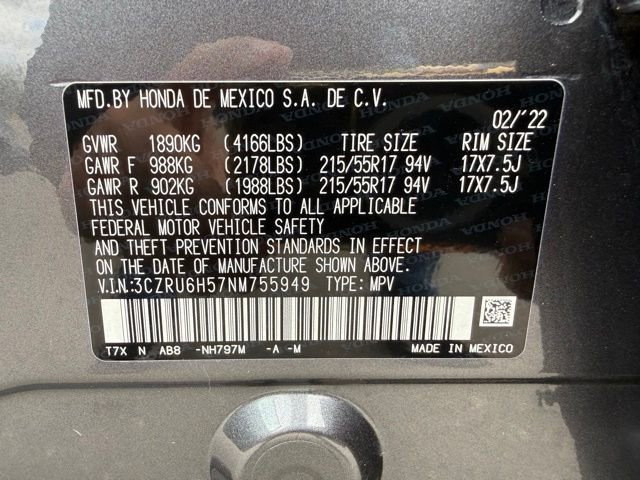 MFD.BY HONDA DE MEXICO S.A. DE C.V.
02/'22
GVWR 1890KG (4166LBS) TIRE SIZE RIM SIZE
GAWR F 988KG (2178LBS) 215/55R17 94V 17X7.5J
GAWR R 902KG (1988LBS) 215/55R17 94V 17X7.5J
THIS VEHICLE CONFORMS TO ALL APPLICABLE
FEDERAL MOTOR VEHICLE SAFETY
AND THEFT PREVENTION STANDARDS IN EFFECT
ON THE DATE OF MANUFACTURE SHOWN ABOVE.
V.I.N:3CZRU6H57NM755949 TYPE: MPV
T7X N AB8 -NH797M -A -M MADE IN MEXICO